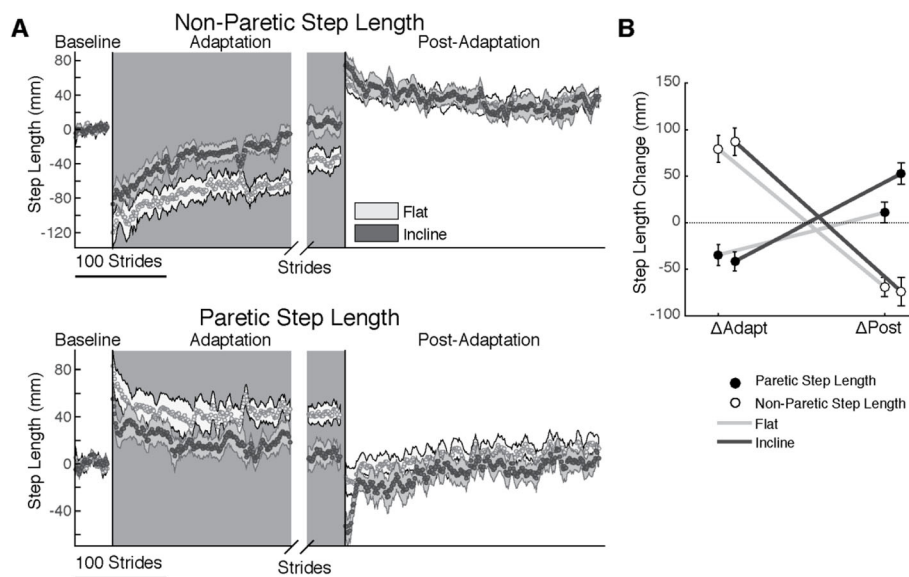 A
Non-Paretic Step Length
Baseline
Adaptation
Post-Adaptation
Step Length (mm)
80
40
0
-40
-80
-120
Flat
Incline
100 Strides
Strides
Paretic Step Length
Baseline
Adaptation
Post-Adaptation
Step Length (mm)
80
40
0
-40
100 Strides
Strides
B
Step Length Change (mm)
150
100
50
0
-50
-100
ΔAdapt
ΔPost
Paretic Step Length
Non-Paretic Step Length
Flat
Incline